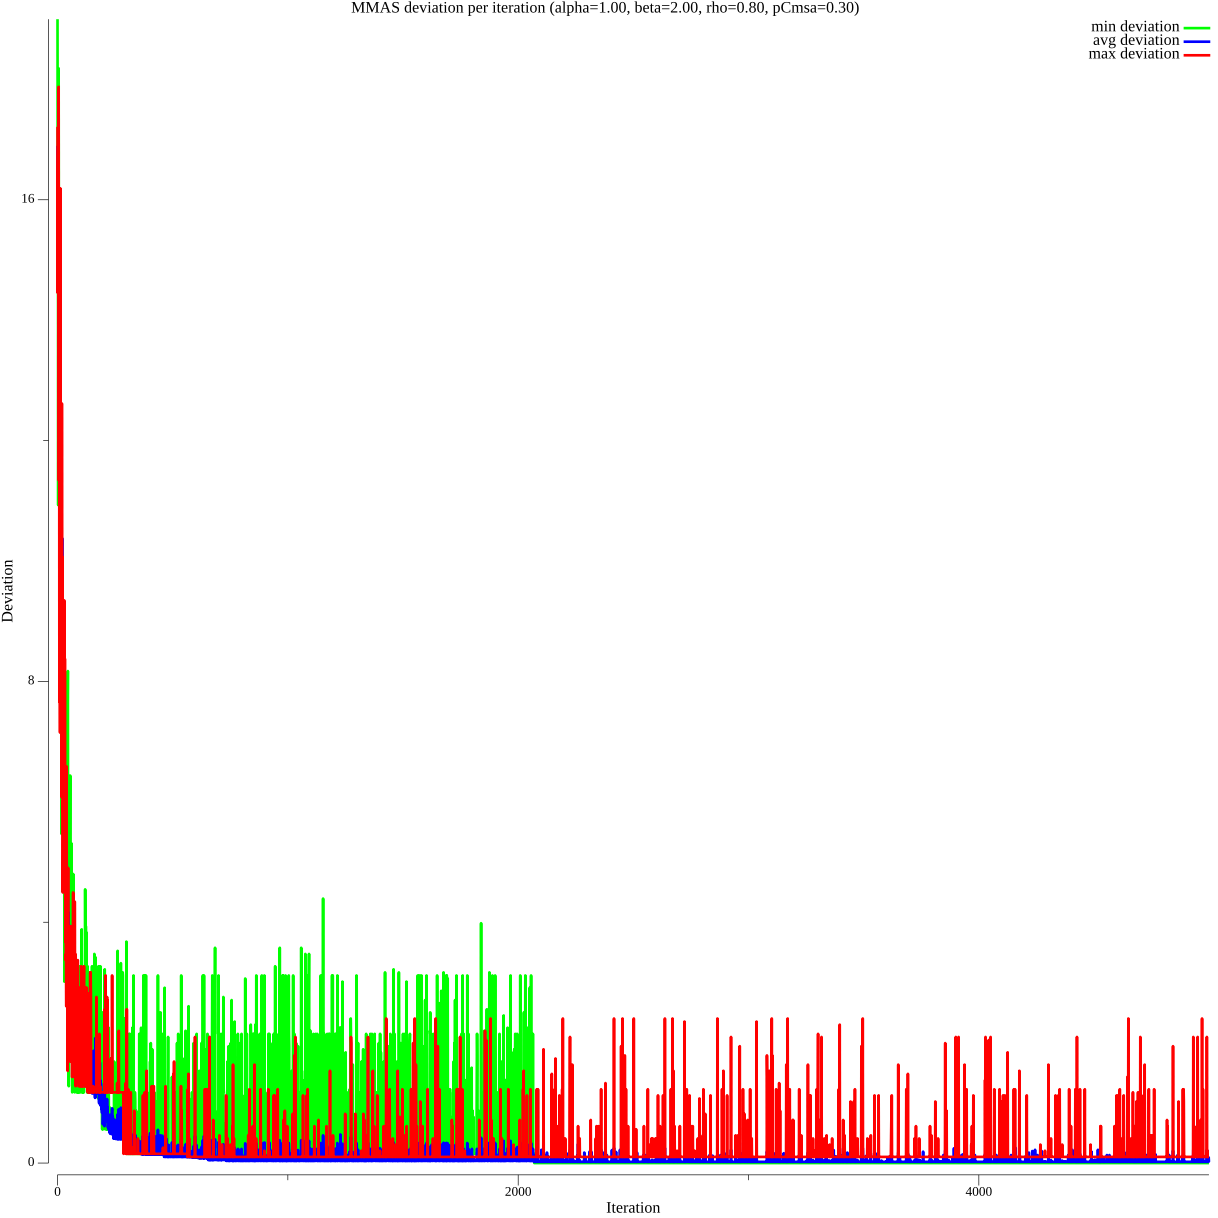 MMAS deviation per iteration (alpha=1.00, beta=2.00, rho=0.80, pCmsa=0.30)
min deviation
avg deviation
max deviation
16
8
0
Deviation
0
2000
4000
Iteration